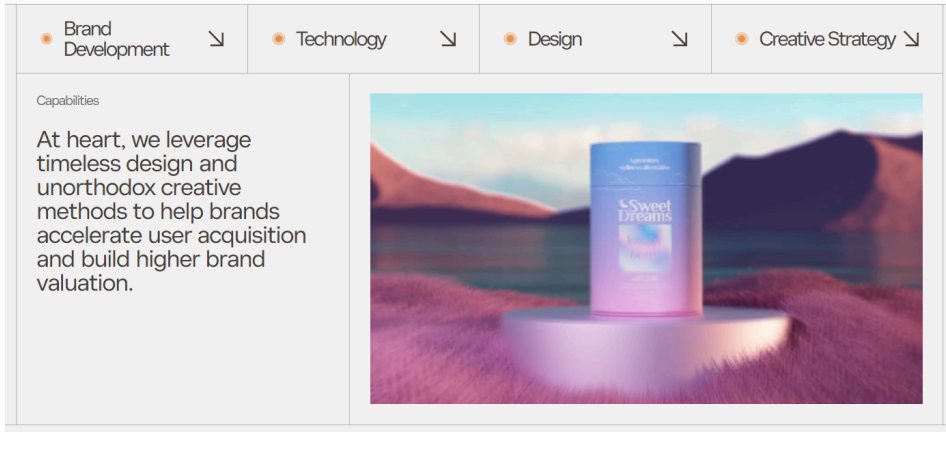 Brand
Development
Technology
Design
Creative Strategy
Capabilities
At heart, we leverage
timeless design and
unorthodox creative
methods to help brands
accelerate user acquisition
and build higher brand
valuation.
Sweet
Dreams